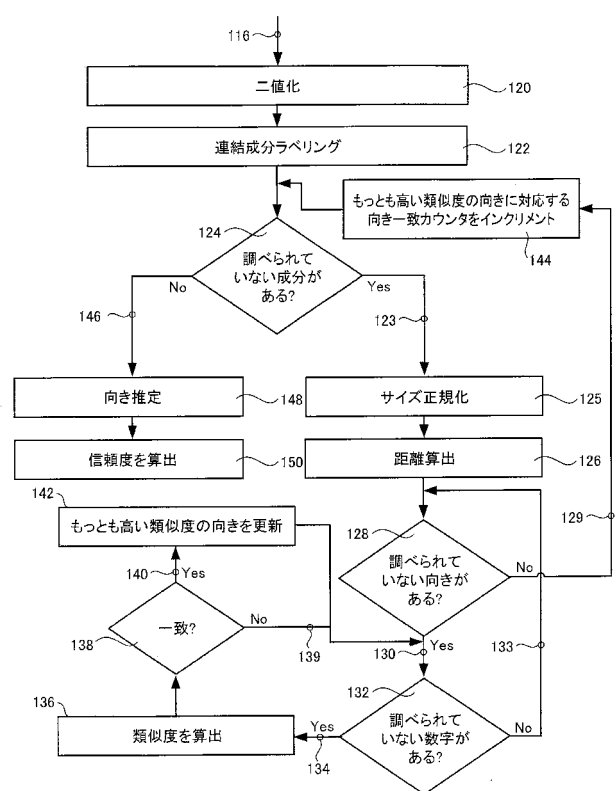 116
二値化
120
連結成分ラベリング
122
もっとも高い類似度の向きに対応する
向き一致カウンタをインクリメント
144
124
調べられて
いない成分が
ある?
No
Yes
146
123
向き推定
148
サイズ正規化
125
信頼度を算出
150
距離算出
126
142
もっとも高い類似度の向きを更新
128
調べられて
いない向きが
ある?
No
129
140
Yes
138
一致?
No
139
130
Yes
133
136
類似度を算出
132
調べられて
いない数字が
ある?
Yes
134
No